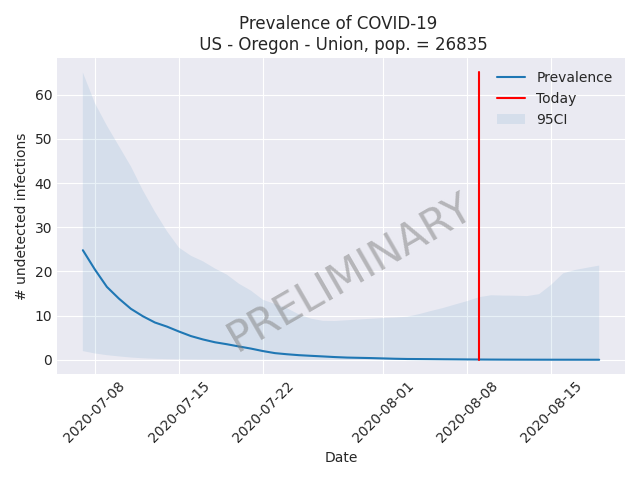 Prevalence of COVID-19
US - Oregon - Union, pop. = 26835
Prevalence
Today
95CI
# undetected infections
60
50
40
30
20
10
0
PRELIMINARY
2020-07-08
2020-07-15
2020-07-22
2020-08-01
2020-08-08
2020-08-15
Date